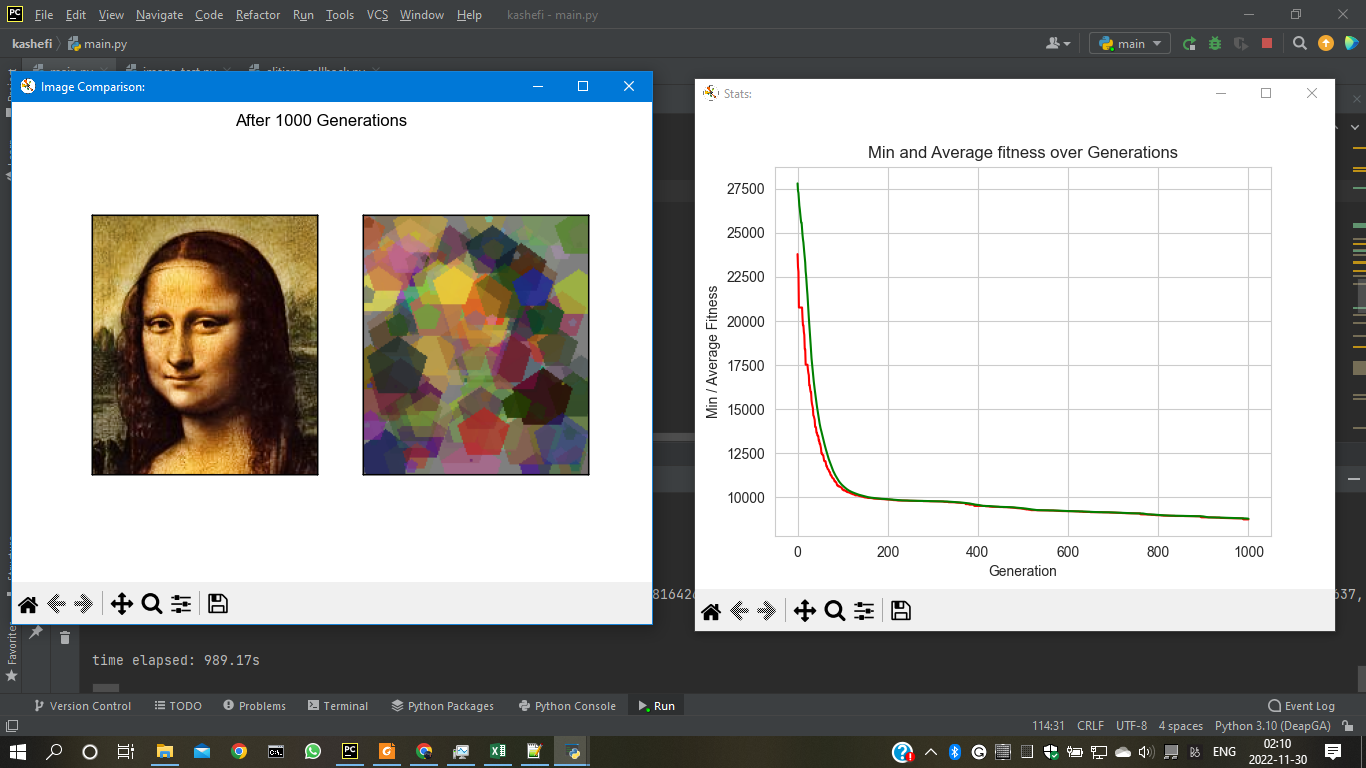 PC File Edit View Navigate Code Refactor Run Tools VCS Window Help kashefi - main.py
kashefi main.py main
Image Comparison:
After 1000 Generations
Stats:
Min and Average fitness over Generations
27500
25000
22500
20000
17500
15000
12500
10000
Min / Average Fitness
0 200 400 600 800 1000
Generation
637,
Favorites
time elapsed: 989.17s
Version Control TODO Problems Terminal Python Packages Python Console Run Event Log
114:31 CRLF UTF-8 4 spaces Python 3.10 (DeapGA)
PC ENG
02:10
2022-11-30